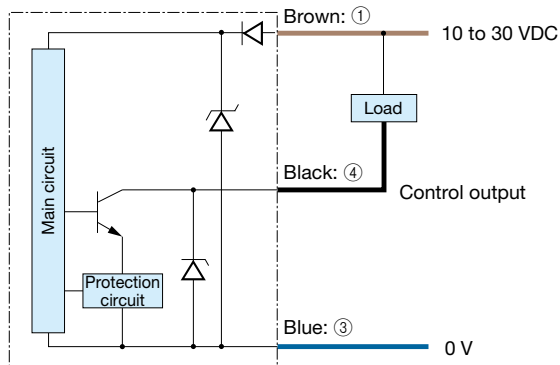 Brown: ①
10 to 30 VDC
Load
Main circuit
Black: ④
Control output
Protection
circuit
Blue: ③
0 V